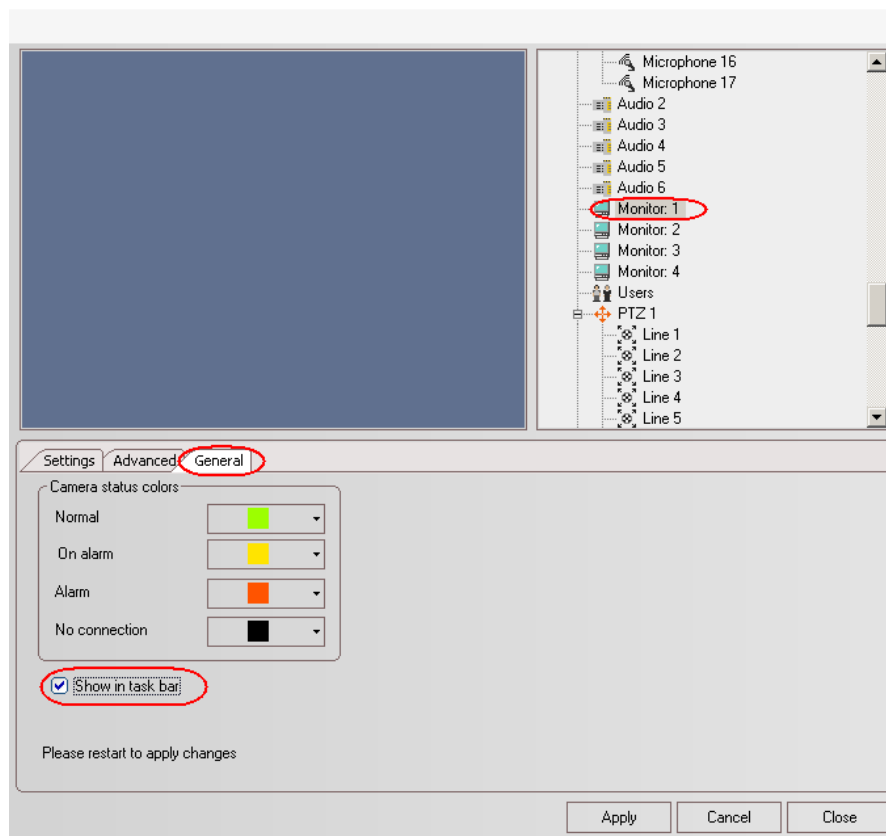 Microphone 16
Microphone 17
Audio 2
Audio 3
Audio 4
Audio 5
Audio 6
Monitor: 1
Monitor: 2
Monitor: 3
Monitor: 4
Users
PTZ 1
Line 1
Line 2
Line 3
Line 4
Line 5
Settings Advanced General
Camera status colors
Normal
On alarm
Alarm
No connection
Show in task bar
Please restart to apply changes
Apply Cancel Close